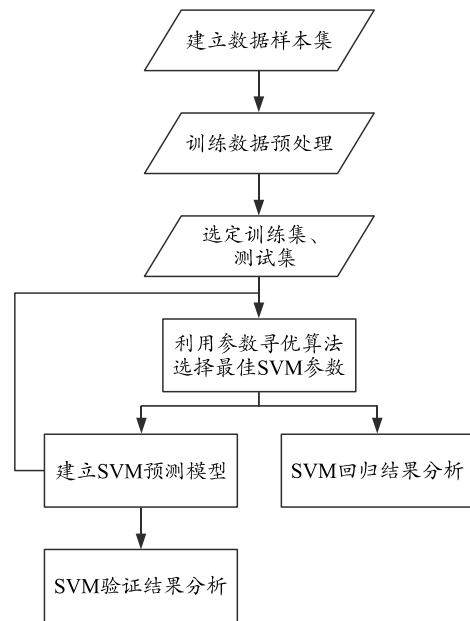 建立数据样本集
训练数据预处理
选定训练集、
测试集
利用参数寻优算法
选择最佳SVM参数
建立SVM预测模型
SVM回归结果分析
SVM验证结果分析